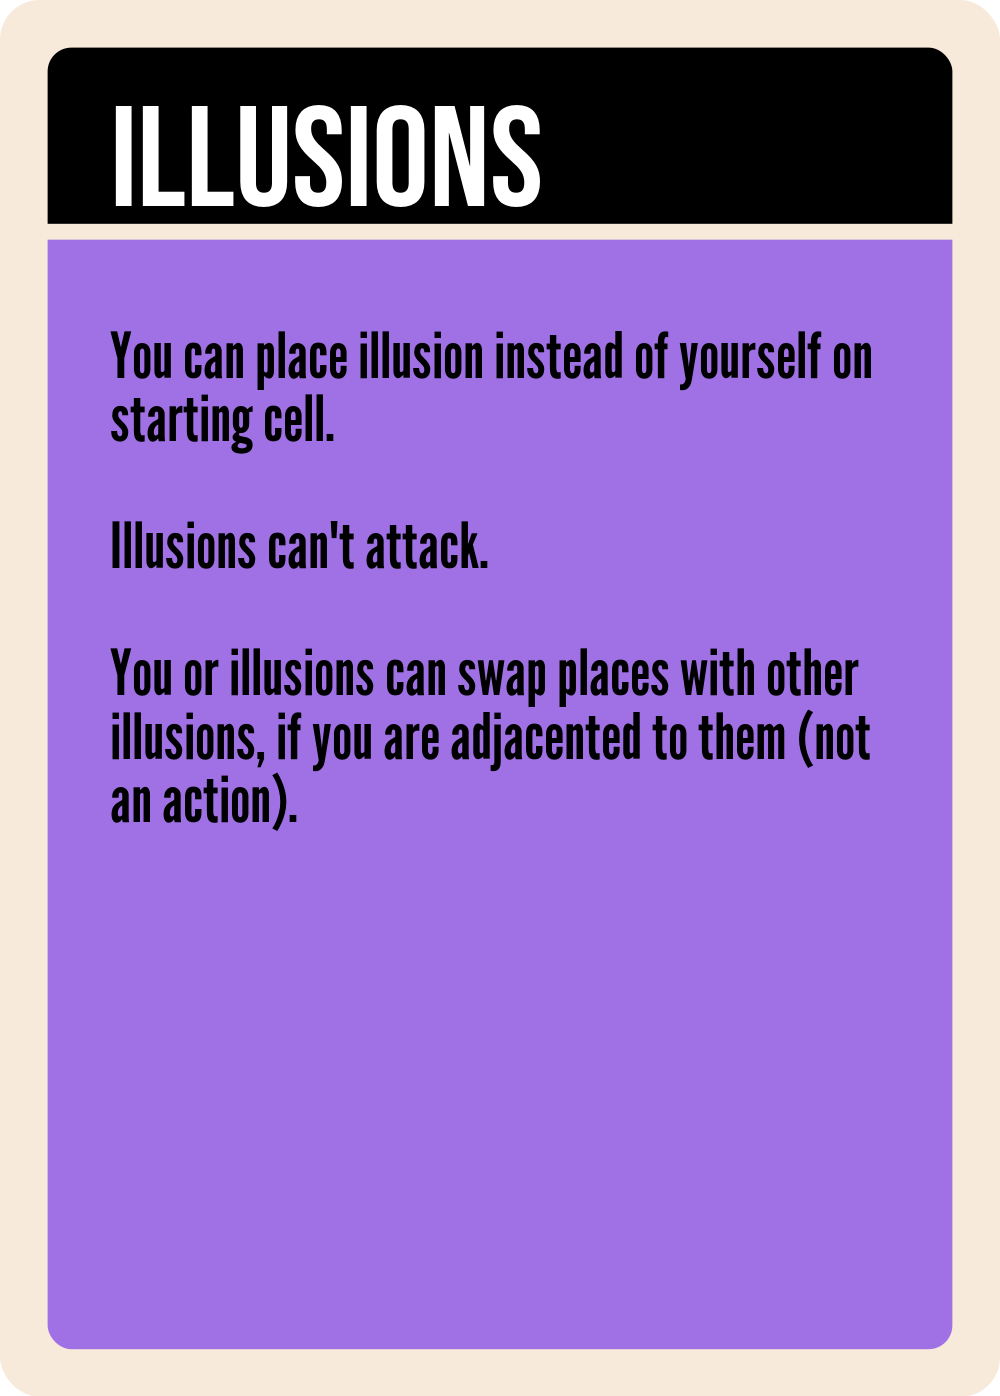 ILLUSIONS
You can place illusion instead of yourself on
starting cell.
Illusions can't attack.
You or illusions can swap places with other
illusions, if you are adjacented to them (not
an action).